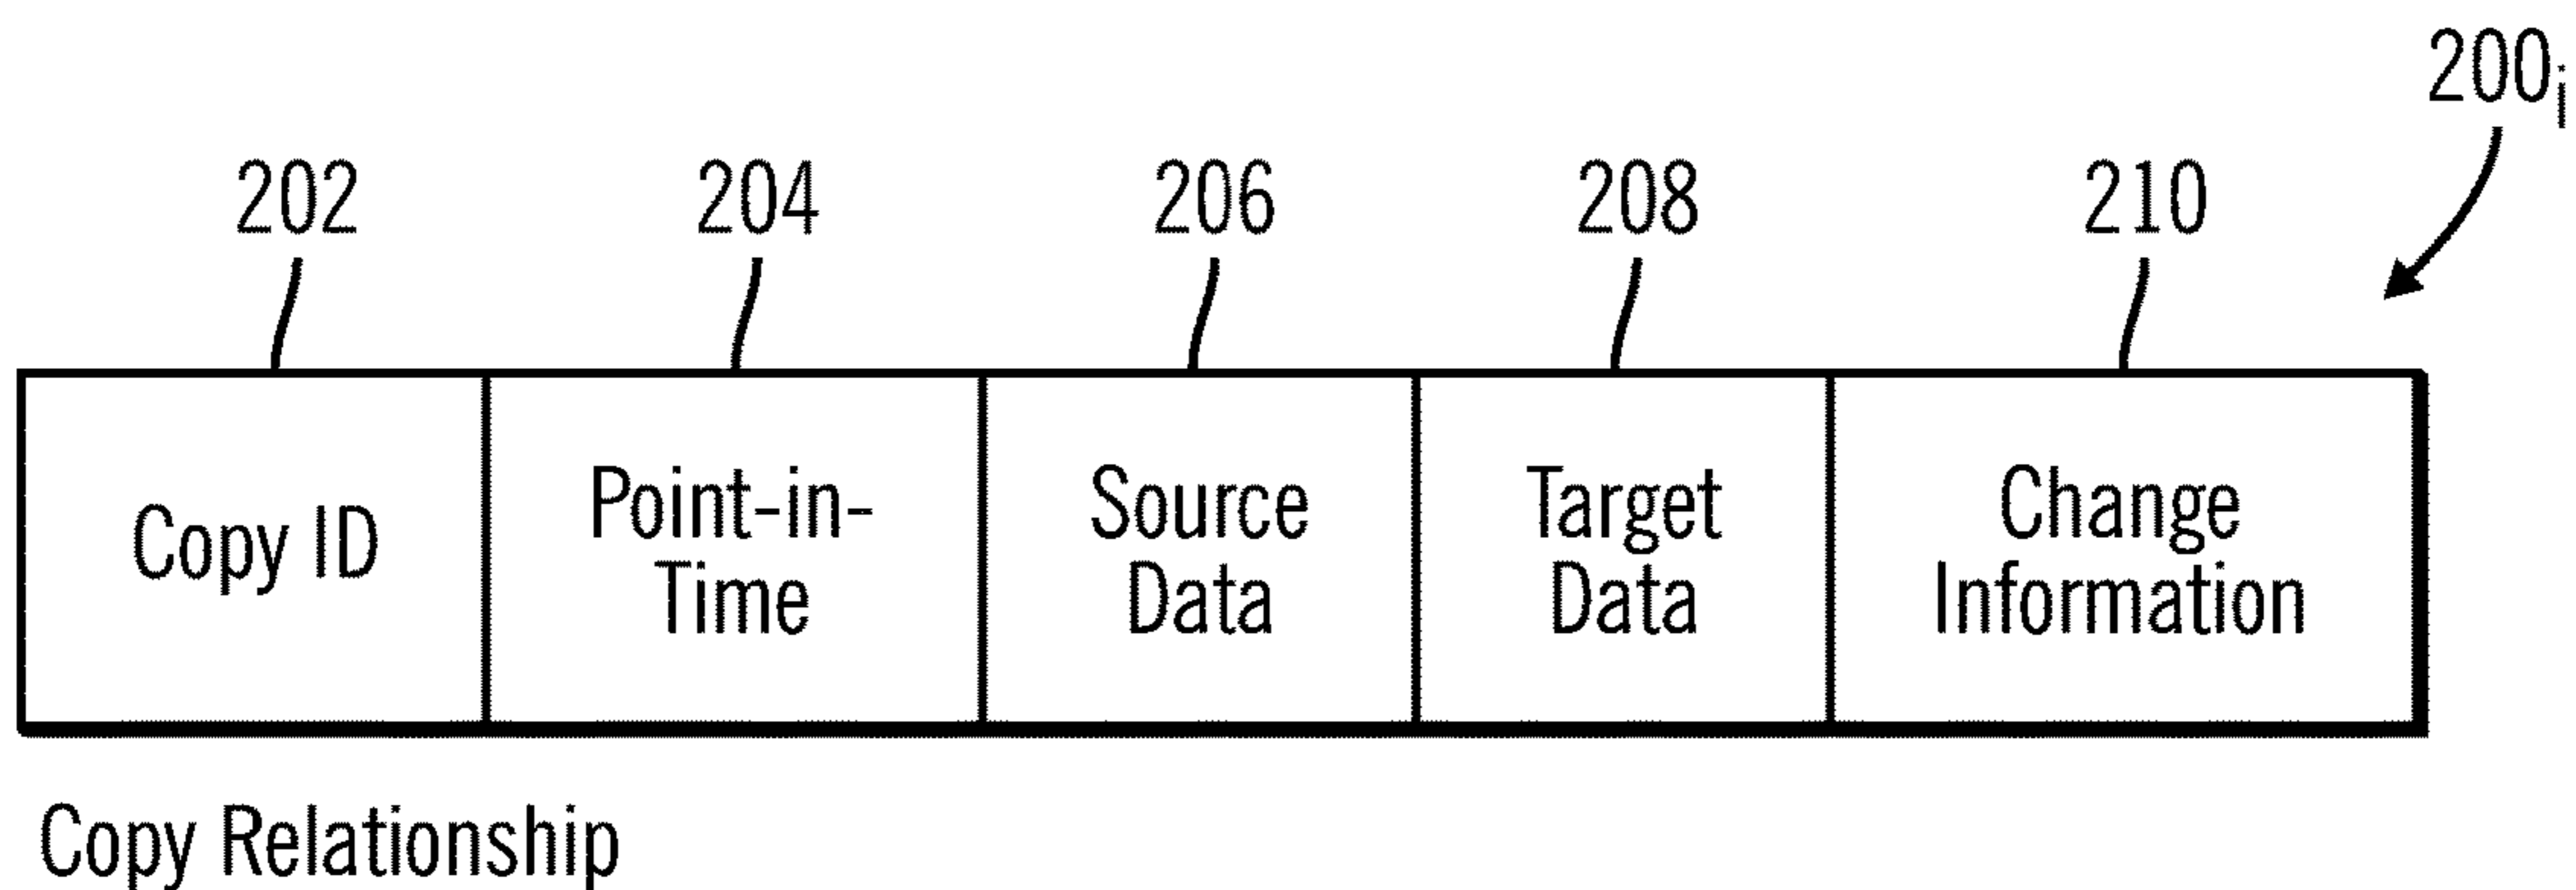 200i
202 204 206 208 210
Copy ID
Point-in-
Time
Source
Data
Target
Data
Change
Information
Copy Relationship